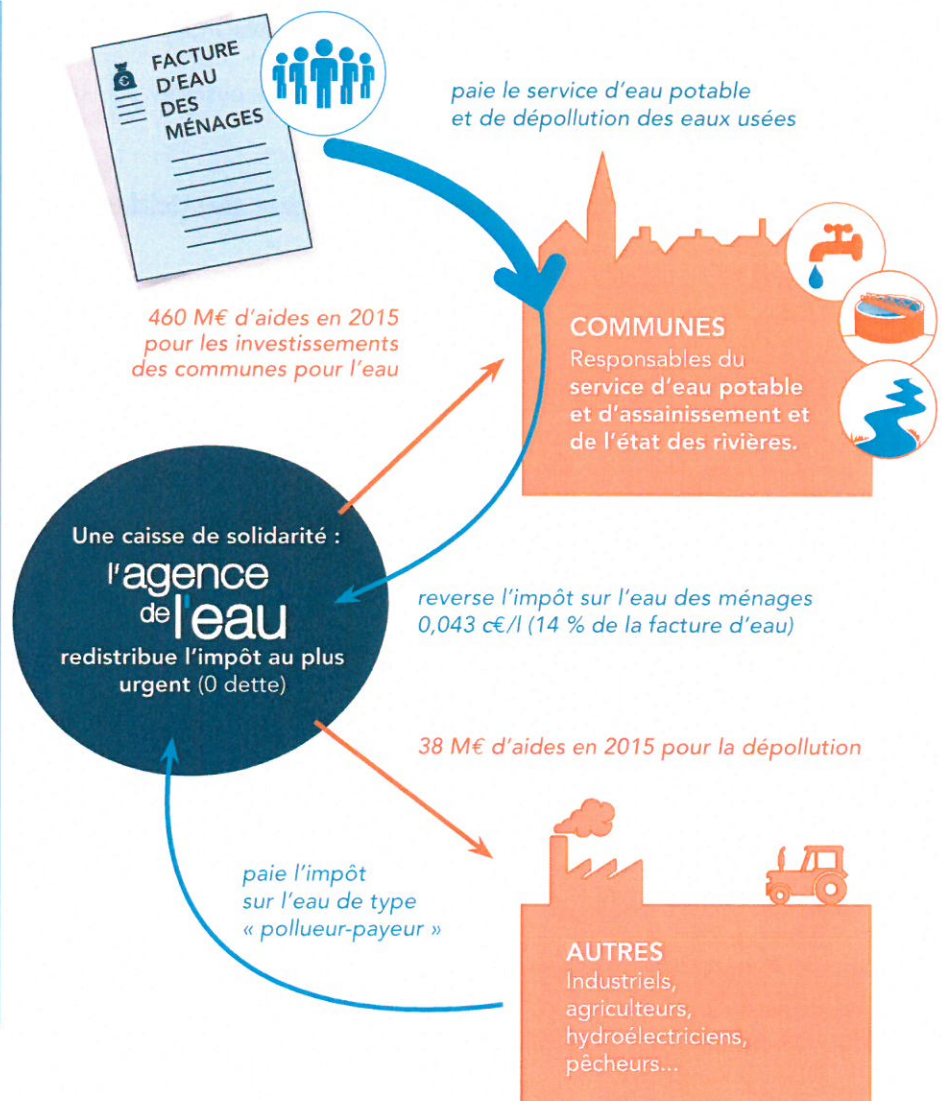 FACTURE
D'EAU
DES
MÉNAGES
€
paie le service d'eau potable
et de dépollution des eaux usées
460 M€ d'aides en 2015
pour les investissements
des communes pour l'eau
COMMUNES
Responsables du
service d'eau potable
et d'assainissement et
de l'état des rivières.
Une caisse de solidarité :
l'agence
de l'eau
redistribue l'impôt au plus
urgent (0 dette)
reverse l'impôt sur l'eau des ménages
0,043 c€/l (14 % de la facture d'eau)
38 M€ d'aides en 2015 pour la dépollution
paie l'impôt
sur l'eau de type
« pollueur-payeur »
AUTRES
Industriels,
agriculteurs,
hydroélectriciens,
pêcheurs...